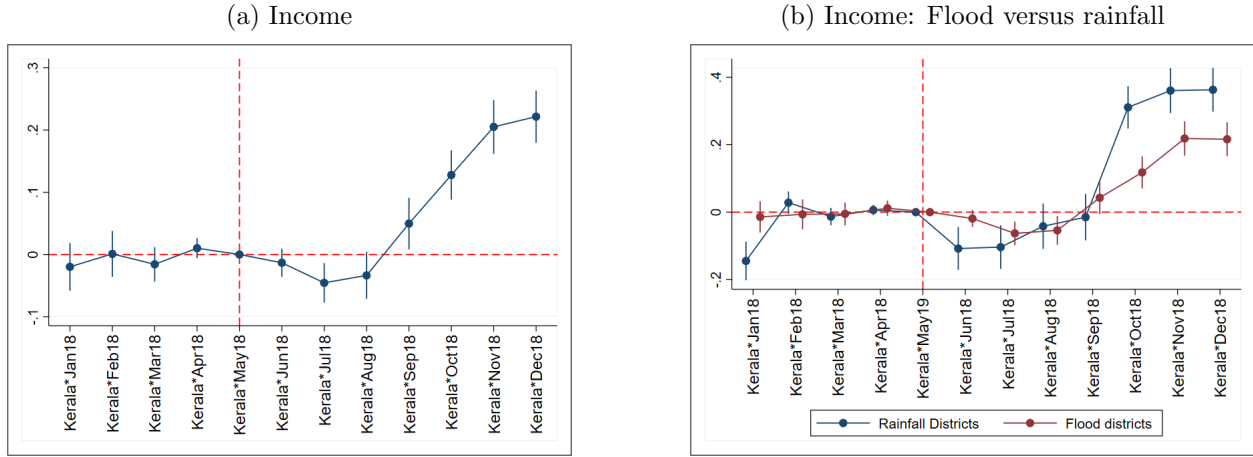 (a) Income
.3
.2
.1
0
-.1
Kerala*Jan18
Kerala*Feb18
Kerala*Mar18
Kerala*Apr18
Kerala*May18
Kerala*Jun18
Kerala*Jul18
Kerala*Aug18
Kerala*Sep18
Kerala*Oct18
Kerala*Nov18
Kerala*Dec18
(b) Income: Flood versus rainfall
.4
.2
0
-.2
Kerala*Jan18
Kerala*Feb18
Kerala*Mar18
Kerala*Apr18
Kerala*May19
Kerala*Jun18
Kerala*Jul18
Kerala*Aug18
Kerala*Sep18
Kerala*Oct18
Kerala*Nov18
Kerala*Dec18
Rainfall Districts
Flood districts